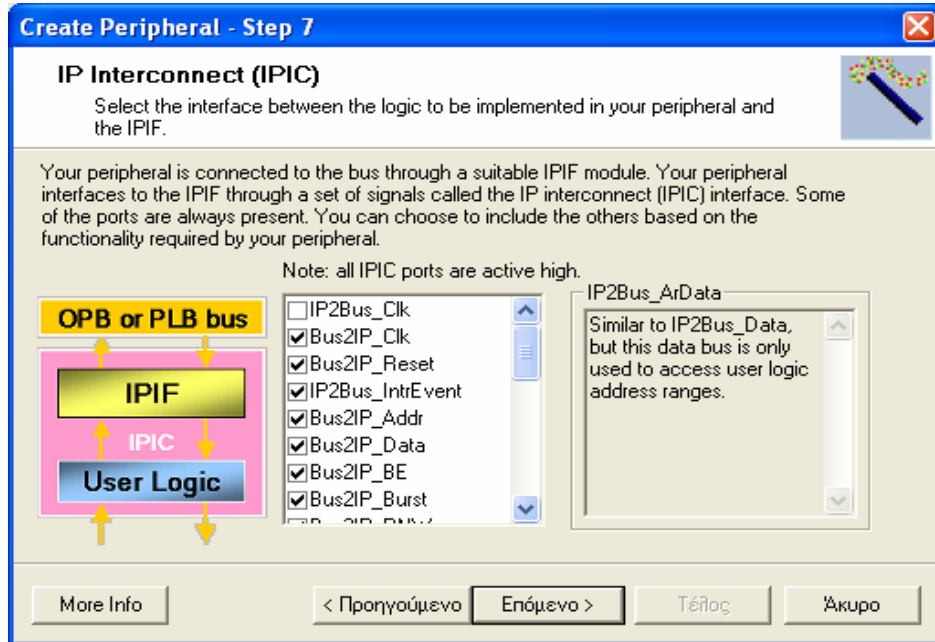 Create Peripheral - Step 7
IP Interconnect (IPIC)
Select the interface between the logic to be implemented in your peripheral and
the IPIF.
Your peripheral is connected to the bus through a suitable IPIF module. Your peripheral
interfaces to the IPIF through a set of signals called the IP interconnect (IPIC) interface. Some
of the ports are always present. You can choose to include the others based on the
functionality required by your peripheral.
Note: all IPIC ports are active high.
OPB or PLB bus
IPIF
IPIC
User Logic
IP2Bus_Clk
Bus2IP_Clk
Bus2IP_Reset
IP2Bus_IntrEvent
Bus2IP_Addr
Bus2IP_Data
Bus2IP_BE
Bus2IP_Burst
IP2Bus_ArData
Similar to IP2Bus_Data,
but this data bus is only
used to access user logic
address ranges.
More Info
< Προηγούμενο
Επόμενο >
Τέλος
Άκυρο